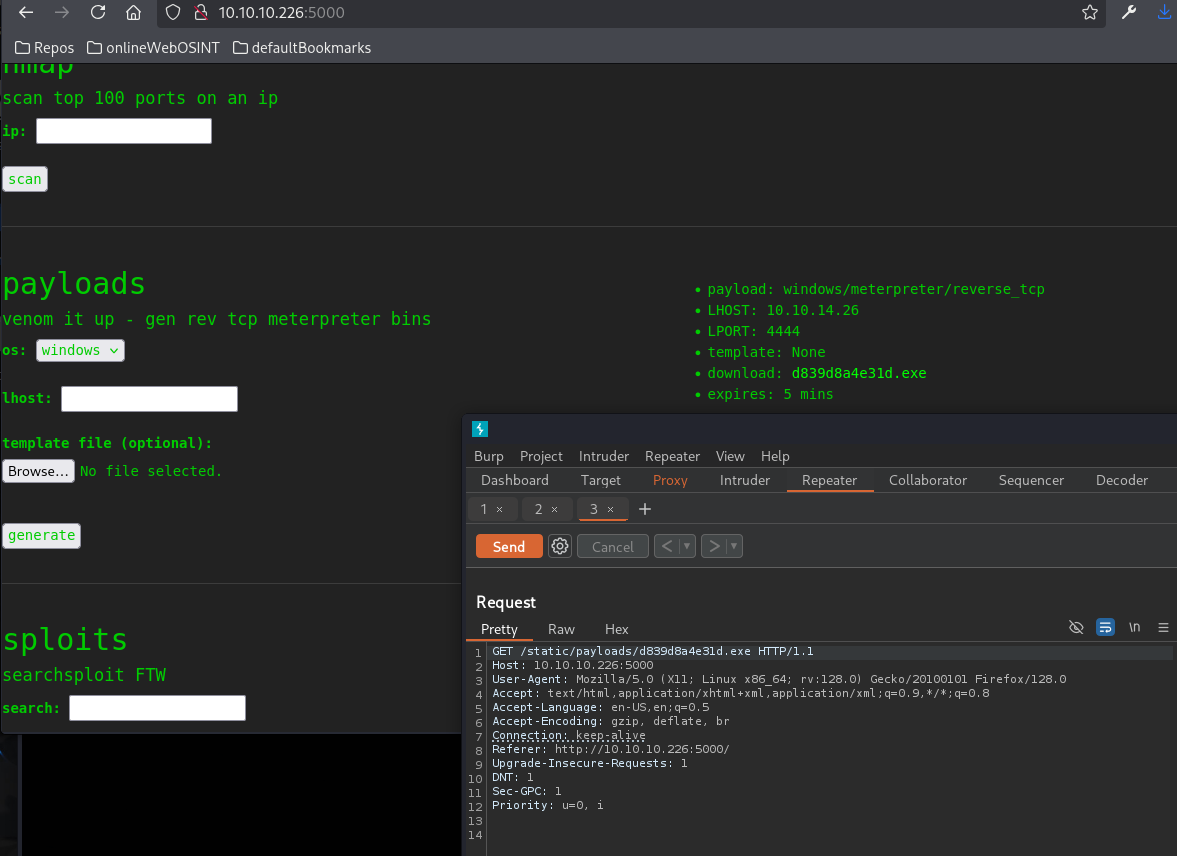 10.10.10.226:5000
Repos onlineWebOSINT defaultBookmarks
nmap
scan top 100 ports on an ip
ip:
scan
payloads
venom it up - gen rev tcp meterpreter bins
os: windows
lhost:
template file (optional):
Browse... No file selected.
generate
• payload: windows/meterpreter/reverse_tcp
• LHOST: 10.10.14.26
• LPORT: 4444
• template: None
• download: d839d8a4e31d.exe
• expires: 5 mins
sploits
searchsploit FTW
search:
Burp Project Intruder Repeater View Help
Dashboard Target Proxy Intruder Repeater Collaborator Sequencer Decoder
1 × 2 × 3 × +
Send Cancel < >
Request
Pretty Raw Hex \n
1 GET /static/payloads/d839d8a4e31d.exe HTTP/1.1
2 Host: 10.10.10.226:5000
3 User-Agent: Mozilla/5.0 (X11; Linux x86_64; rv:128.0) Gecko/20100101 Firefox/128.0
4 Accept: text/html,application/xhtml+xml,application/xml;q=0.9,*/*;q=0.8
5 Accept-Language: en-US,en;q=0.5
6 Accept-Encoding: gzip, deflate, br
7 Connection: keep-alive
8 Referer: http://10.10.10.226:5000/
9 Upgrade-Insecure-Requests: 1
10 DNT: 1
11 Sec-GPC: 1
12 Priority: u=0, i
13
14